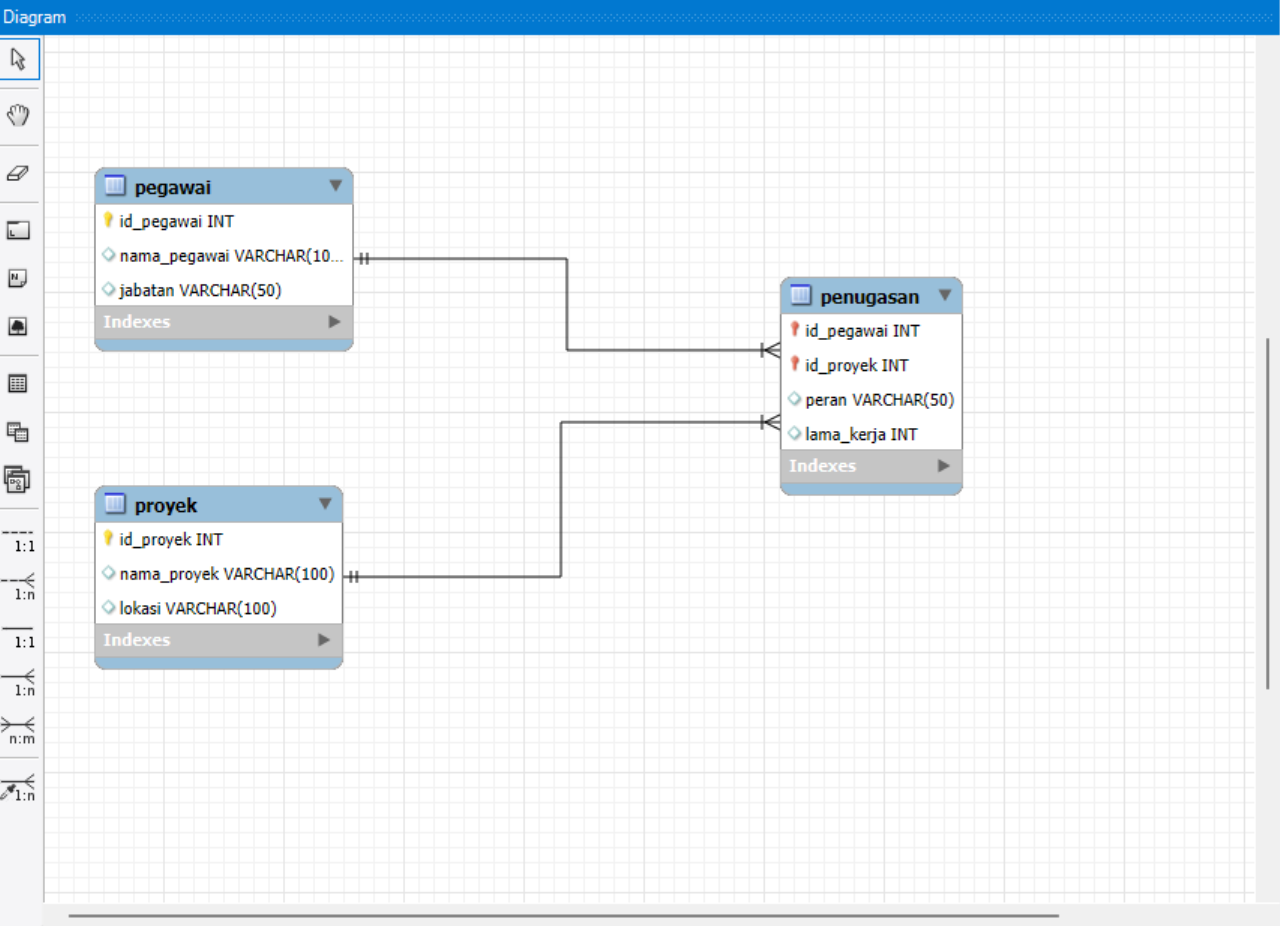 Diagram
pegawai
id_pegawai INT
nama_pegawai VARCHAR(10...
jabatan VARCHAR(50)
Indexes
penugasan
id_pegawai INT
id_proyek INT
peran VARCHAR(50)
lama_kerja INT
Indexes
proyek
id_proyek INT
nama_proyek VARCHAR(100)
lokasi VARCHAR(100)
Indexes
1:1
1:n
1:1
1:n
n:m
1:n